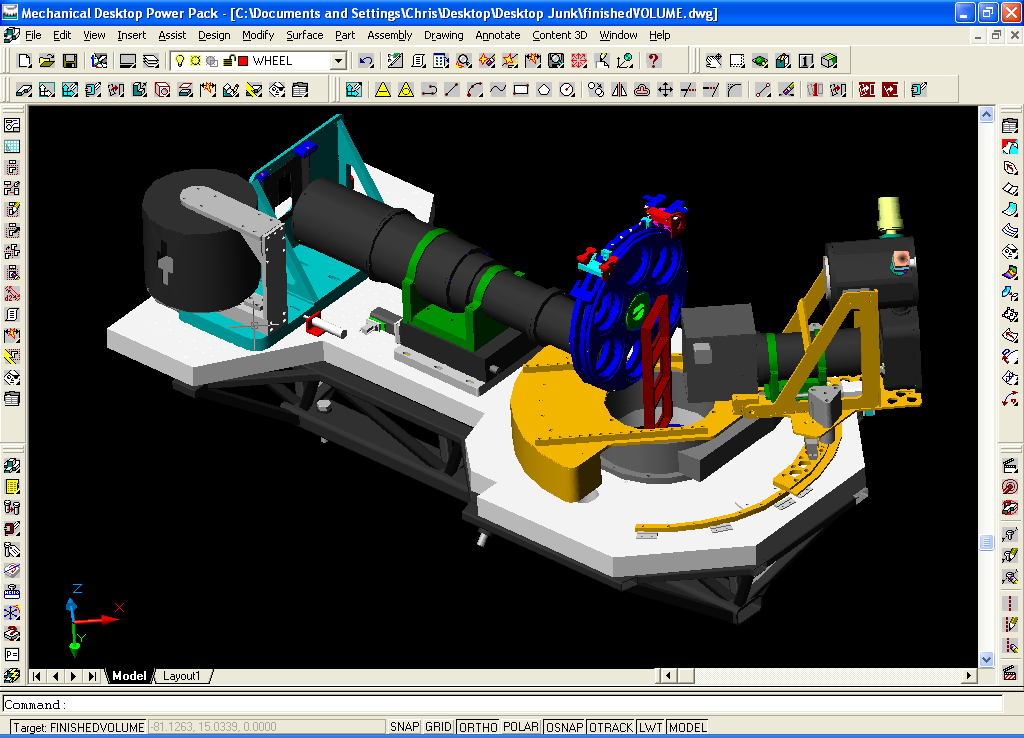 Mechanical Desktop Power Pack - [C:\Documents and Settings\Chris\Desktop\Desktop Junk\finishedVOLUME.dwg]
File Edit View Insert Assist Design Modify Surface Part Assembly Drawing Annotate Content 3D Window Help
WHEEL
Z
X
Y
Model Layout1
Command:
Target: FINISHEDVOLUME -81.1263, 15.0339, 0.0000 SNAP GRID ORTHO POLAR OSNAP OTRACK LWT MODEL